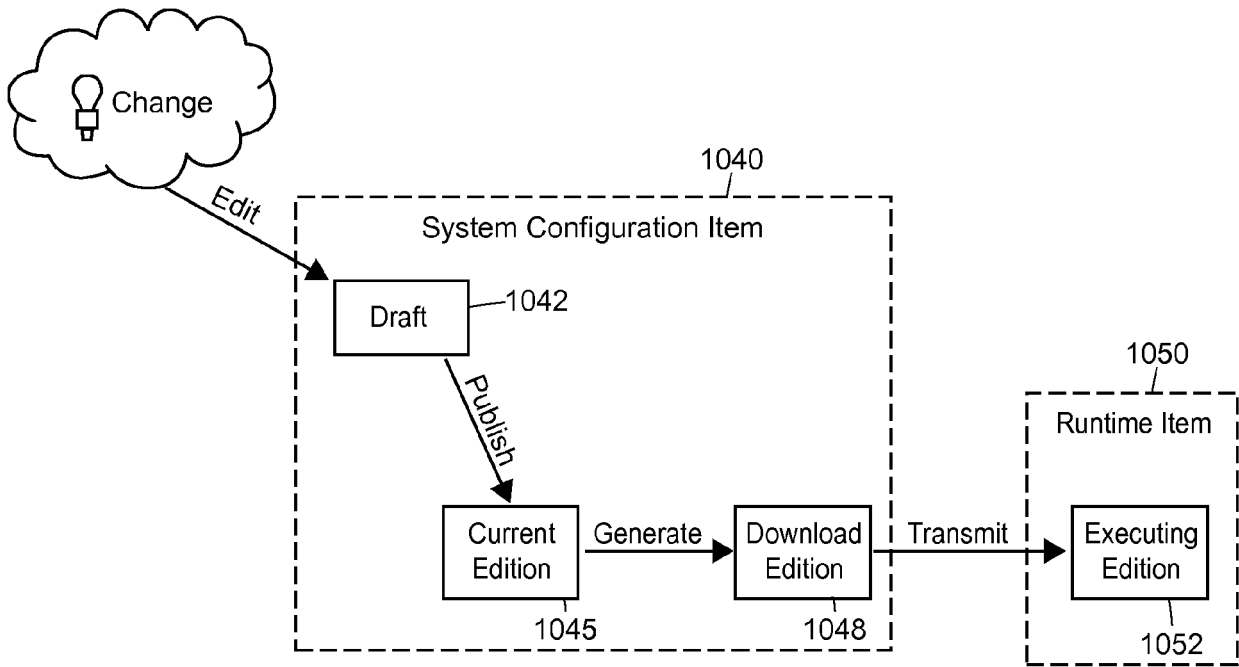 Change
Edit
1040
System Configuration Item
Draft
1042
Publish
1050
Runtime Item
Current
Edition
Generate
Download
Edition
Transmit
Executing
Edition
1045
1048
1052